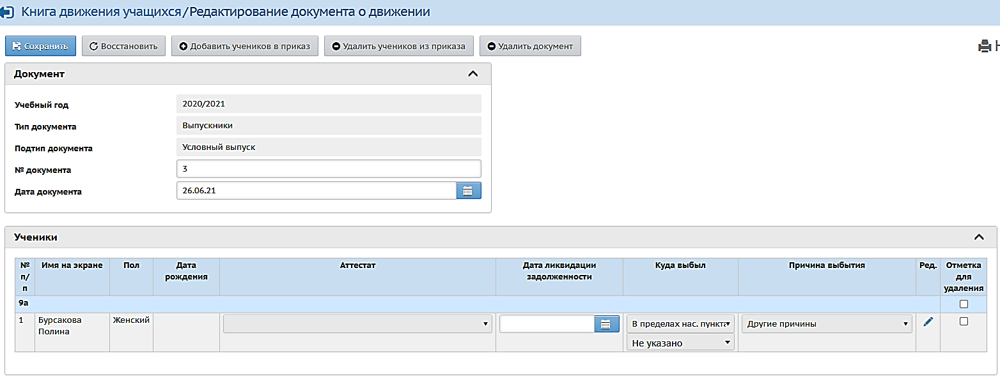 Книга движения учащихся/Редактирование документа о движении
Сохранить Восстановить Добавить учеников в приказ Удалить учеников из приказа Удалить документ
Документ
Учебный год 2020/2021
Тип документа Выпускники
Подтип документа Условный выпуск
№ документа 3
Дата документа 26.06.21
Ученики
№ п/п Имя на экране Пол Дата рождения Аттестат Дата ликвидации задолженности Куда выбыл Причина выбытия Ред. Отметка для удаления
9а
1 Бурсакова Полина Женский В пределах нас. пункта Другие причины
Не указано